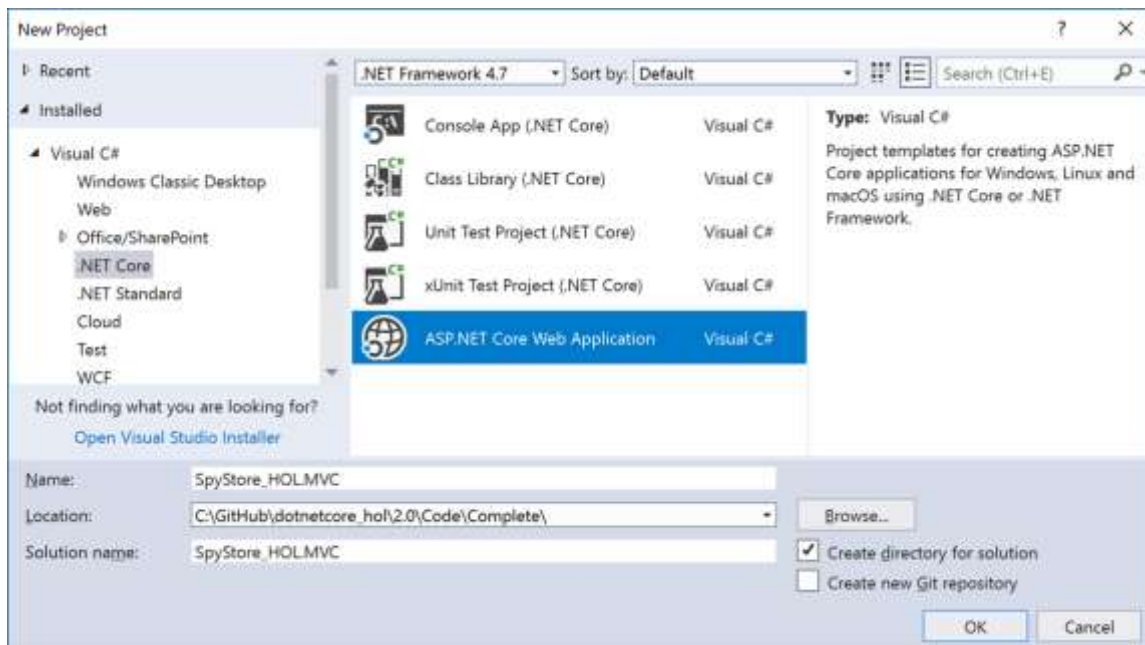 New Project
?
Recent
Installed
Visual C#
Windows Classic Desktop
Web
Office/SharePoint
.NET Core
.NET Standard
Cloud
Test
WCF
Not finding what you are looking for?
Open Visual Studio Installer
.NET Framework 4.7
Sort by: Default
Search (Ctrl+E)
Console App (.NET Core) Visual C#
Class Library (.NET Core) Visual C#
Unit Test Project (.NET Core) Visual C#
xUnit Test Project (.NET Core) Visual C#
ASP.NET Core Web Application Visual C#
Type: Visual C#
Project templates for creating ASP.NET
Core applications for Windows, Linux and
macOS using .NET Core or .NET
Framework.
Name: SpyStore_HOL.MVC
Location: C:\GitHub\dotnetcore_hol\2.0\Code\Complete\
Browse...
Solution name: SpyStore_HOL.MVC
Create directory for solution
Create new Git repository
OK
Cancel